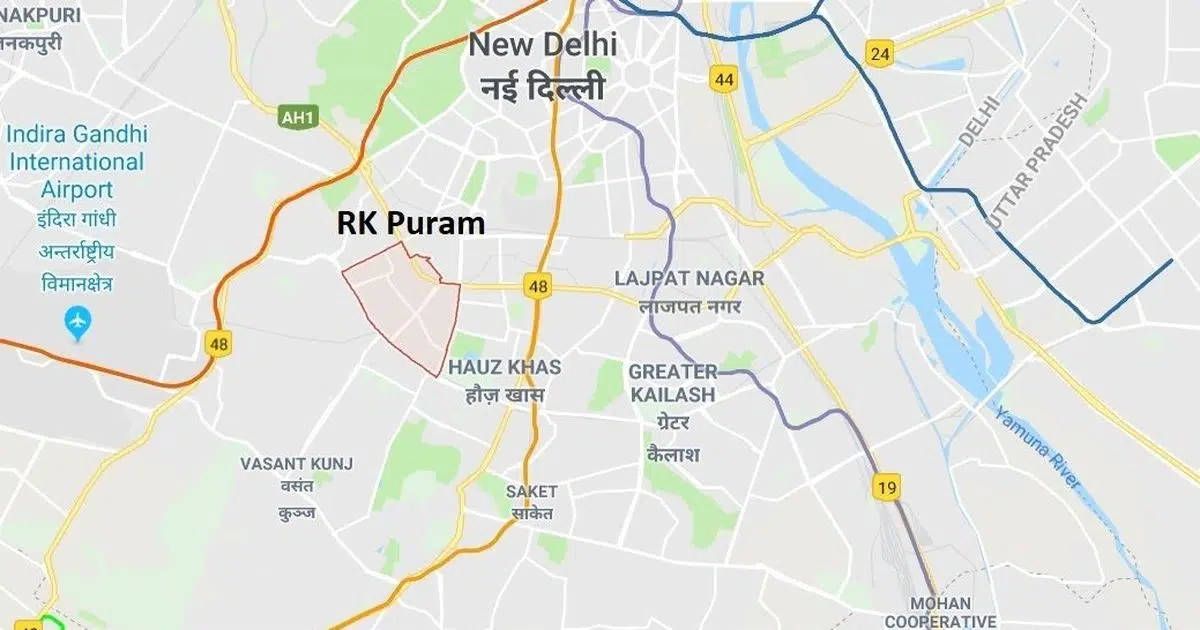 NAKPURI
नकपुरी
New Delhi
नई दिल्ली
24
44
AH1
DELHI
UTTAR PRADESH
Indira Gandhi
International
Airport
इंदिरा गांधी
अन्तर्राष्ट्रीय
विमानक्षेत्र
RK Puram
48
LAJPAT NAGAR
लाजपत नगर
48
HAUZ KHAS
हौज़ खास
GREATER
KAILASH
ग्रेटर
कैलाश
Yamuna River
VASANT KUNJ
वसंत
कुञ्ज
SAKET
साकेत
19
MOHAN
COOPERATIVE